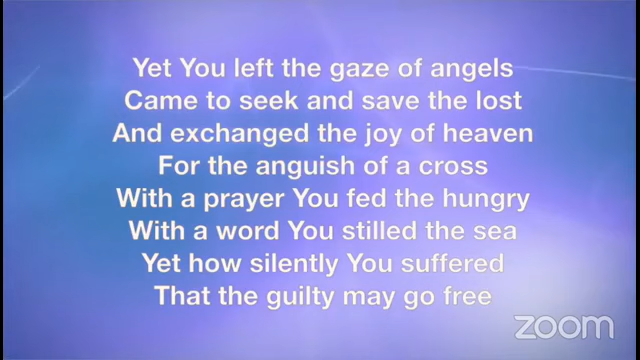 Yet You left the gaze of angels
Came to seek and save the lost
And exchanged the joy of heaven
For the anguish of a cross
With a prayer You fed the hungry
With a word You stilled the sea
Yet how silently You suffered
That the guilty may go free
zoom